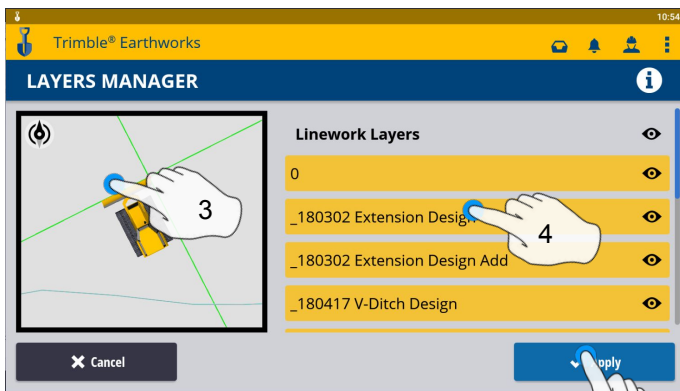 10:54
Trimble® Earthworks
LAYERS MANAGER
Linework Layers
0
_180302 Extension Design
_180302 Extension Design Add
_180417 V-Ditch Design
3
4
Cancel
Apply